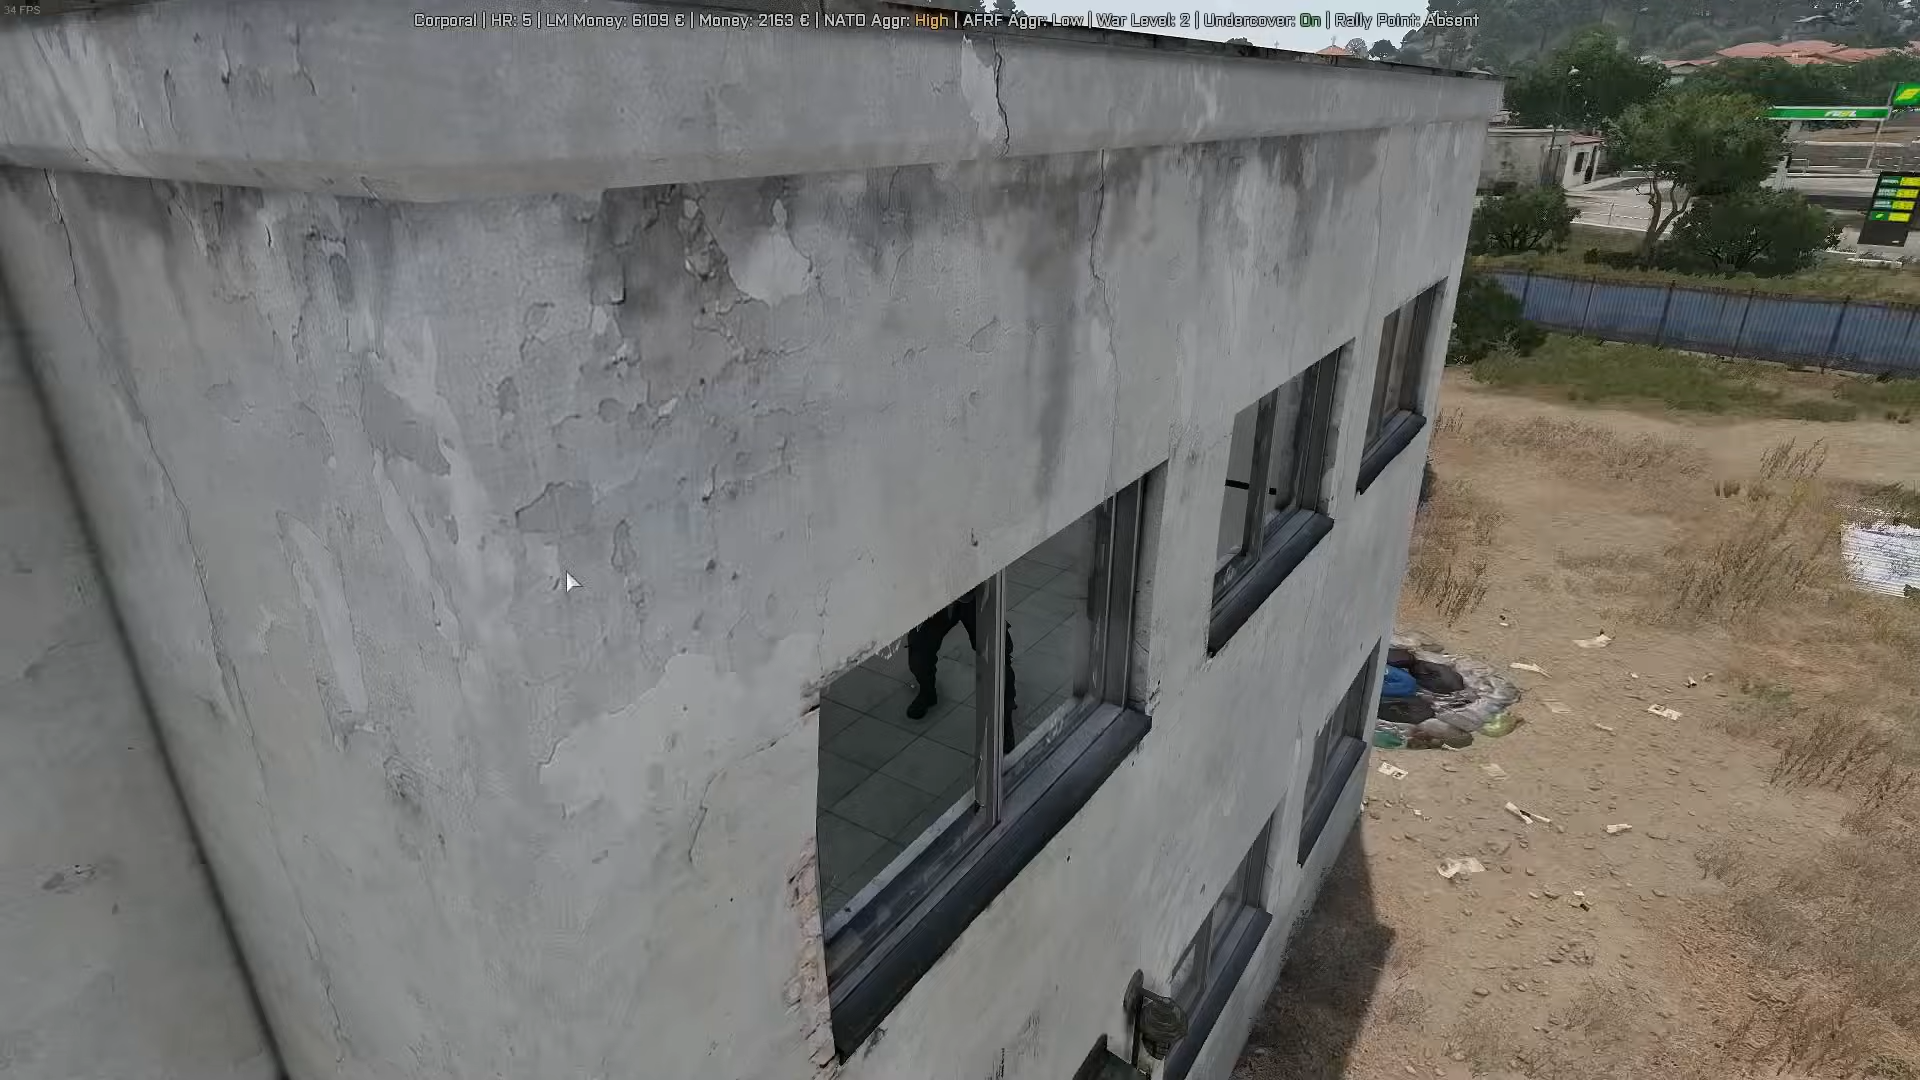 34 FPS
Corporal | HR: 5 | LM Money: 6109 € | Money: 2163 € | NATO Aggr: High | AFRF Aggr: Low | War Level: 2 | Undercover: On | Rally Point: Absent
FUEL